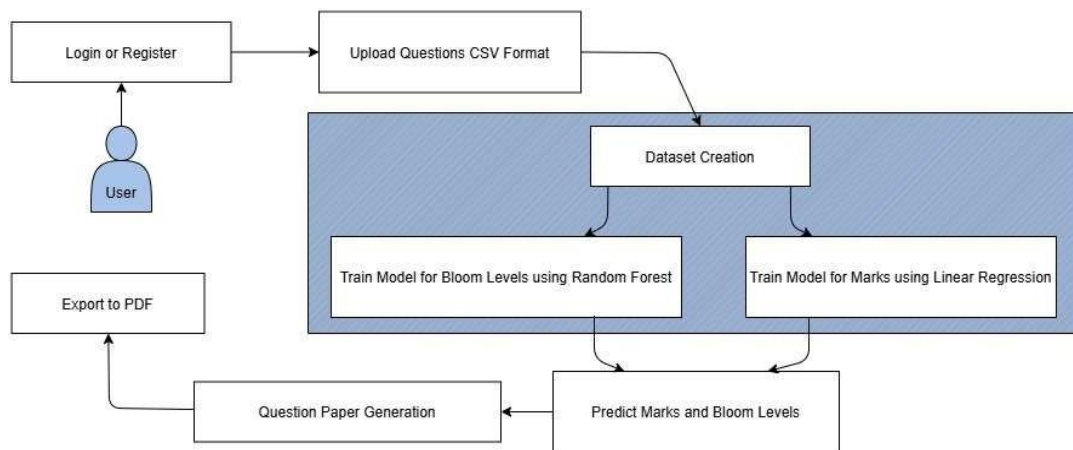 Login or Register
Upload Questions CSV Format
User
Dataset Creation
Train Model for Bloom Levels using Random Forest
Train Model for Marks using Linear Regression
Predict Marks and Bloom Levels
Question Paper Generation
Export to PDF